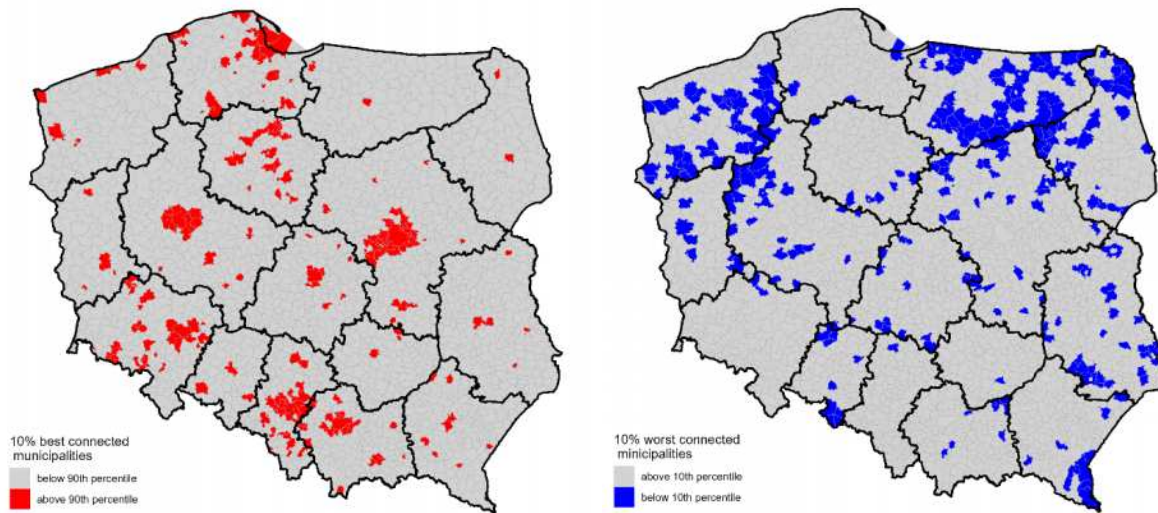 10% best connected
municipalities
below 90th percentile
above 90th percentile
10% worst connected
minicipalities
above 10th percentile
below 10th percentile